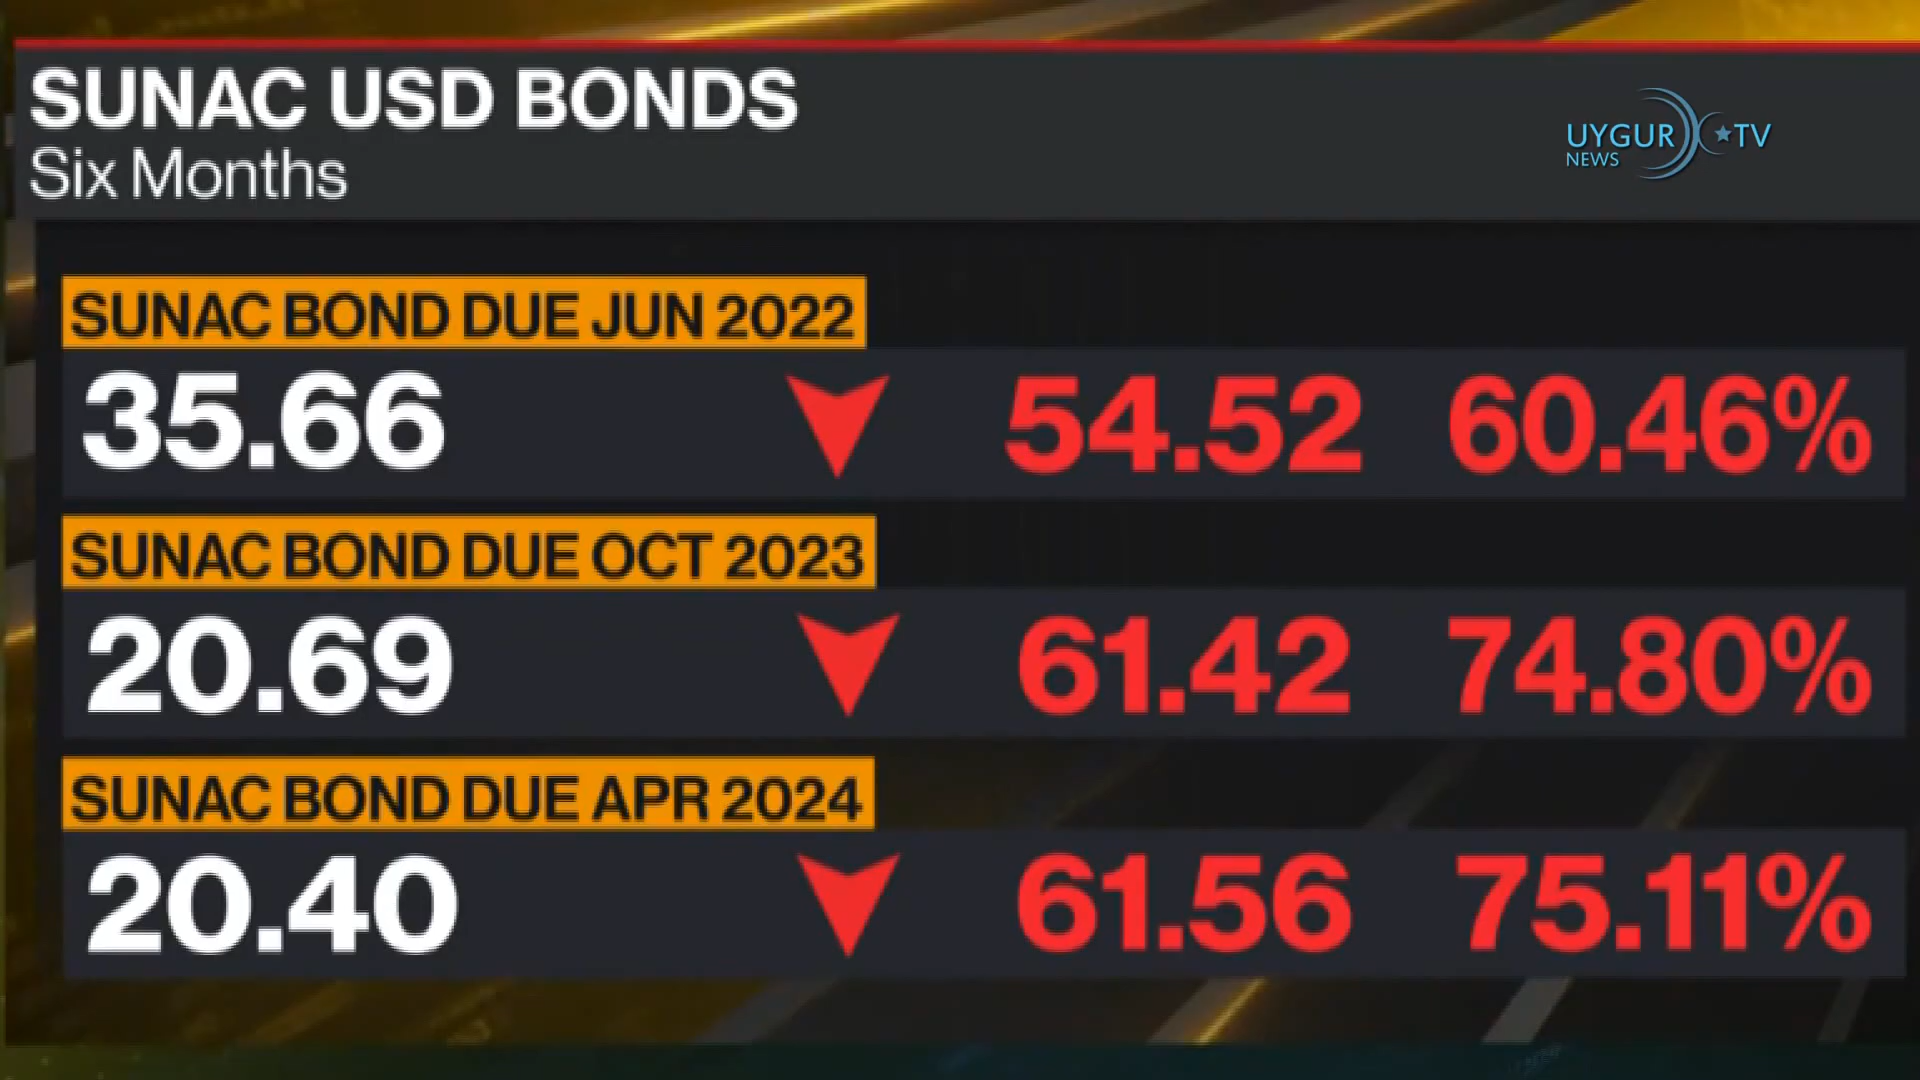 SUNAC USD BONDS
Six Months
UYGUR TV
NEWS
SUNAC BOND DUE JUN 2022
35.66 54.52 60.46%
SUNAC BOND DUE OCT 2023
20.69 61.42 74.80%
SUNAC BOND DUE APR 2024
20.40 61.56 75.11%